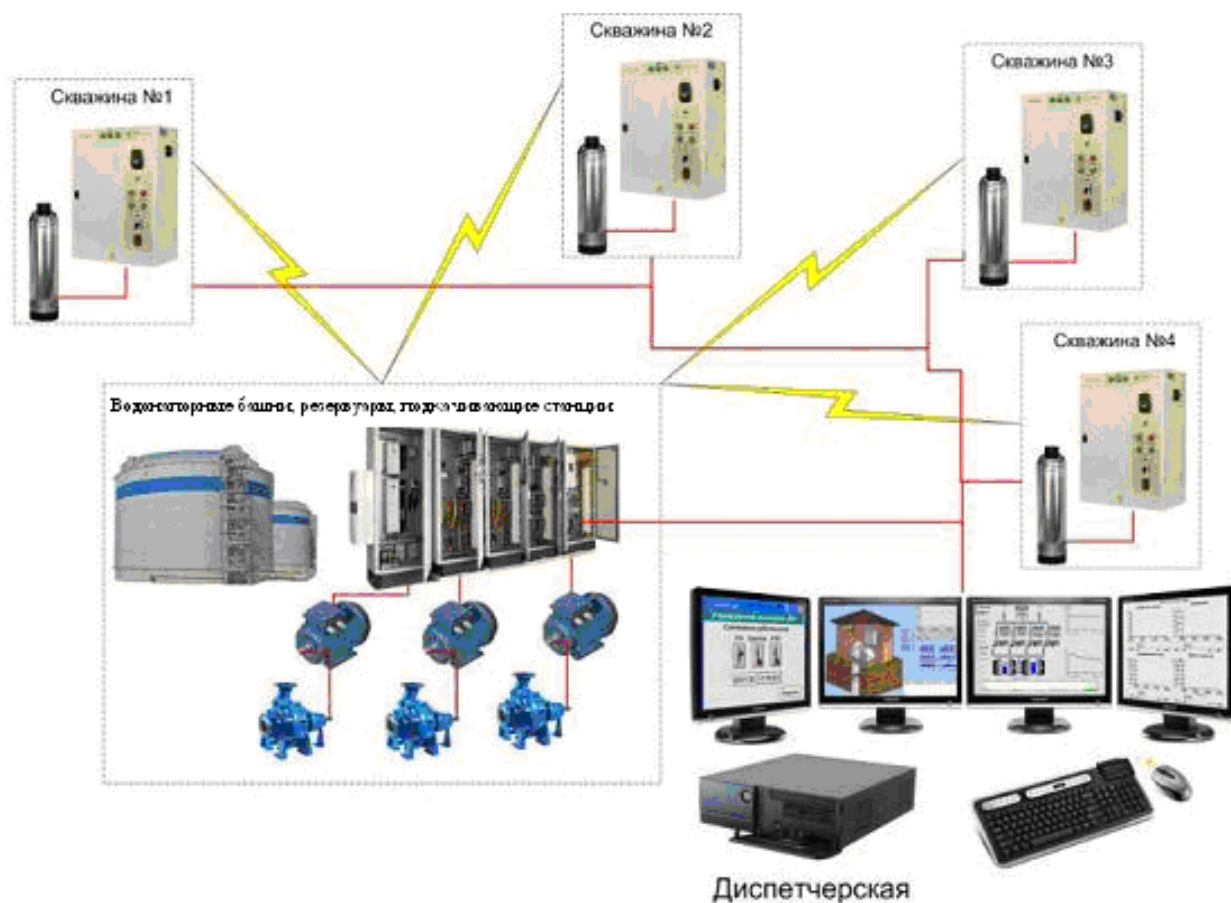 Скважина №2
Скважина №3
Скважина №1
Скважина №4
Водонапорные башни, резервуары, подкачивающие станции
Диспетчерская